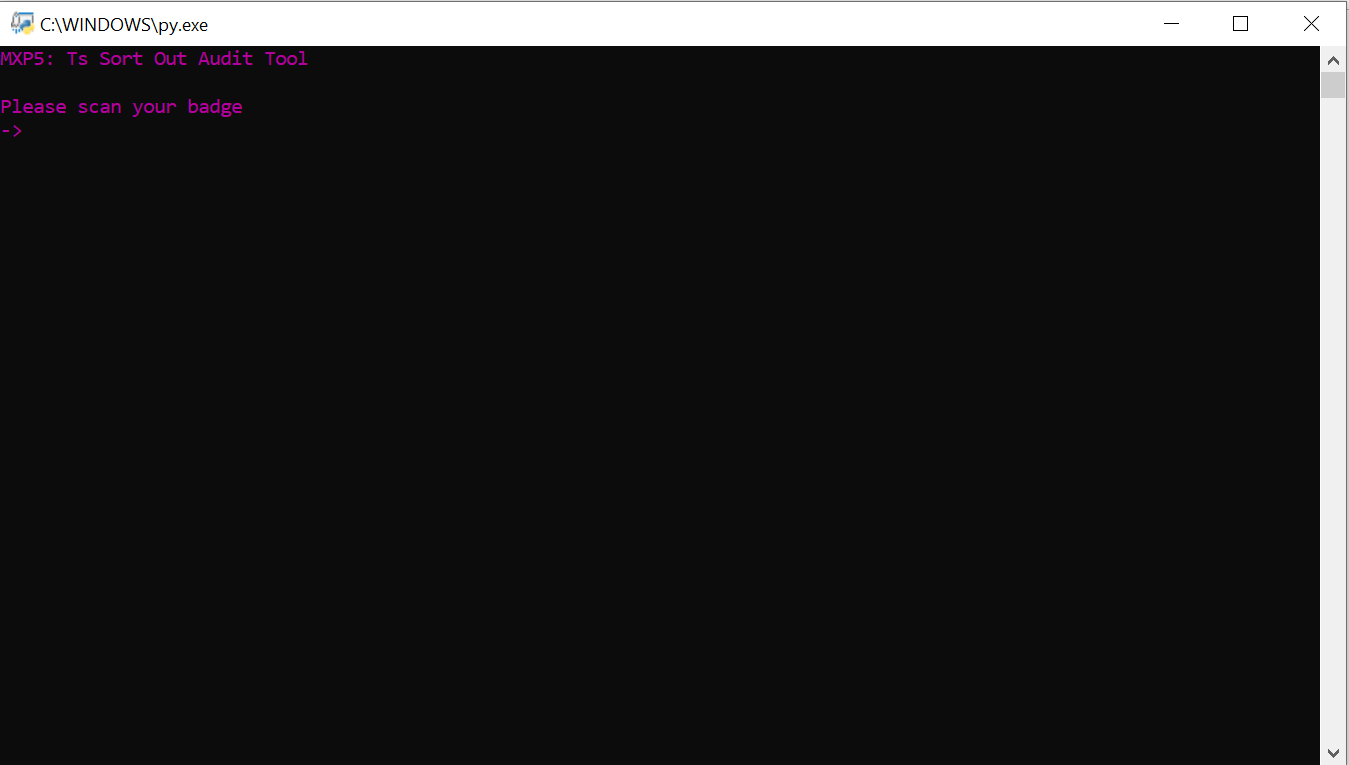 C:\WINDOWS\py.exe
MXP5: Ts Sort Out Audit Tool
Please scan your badge
->